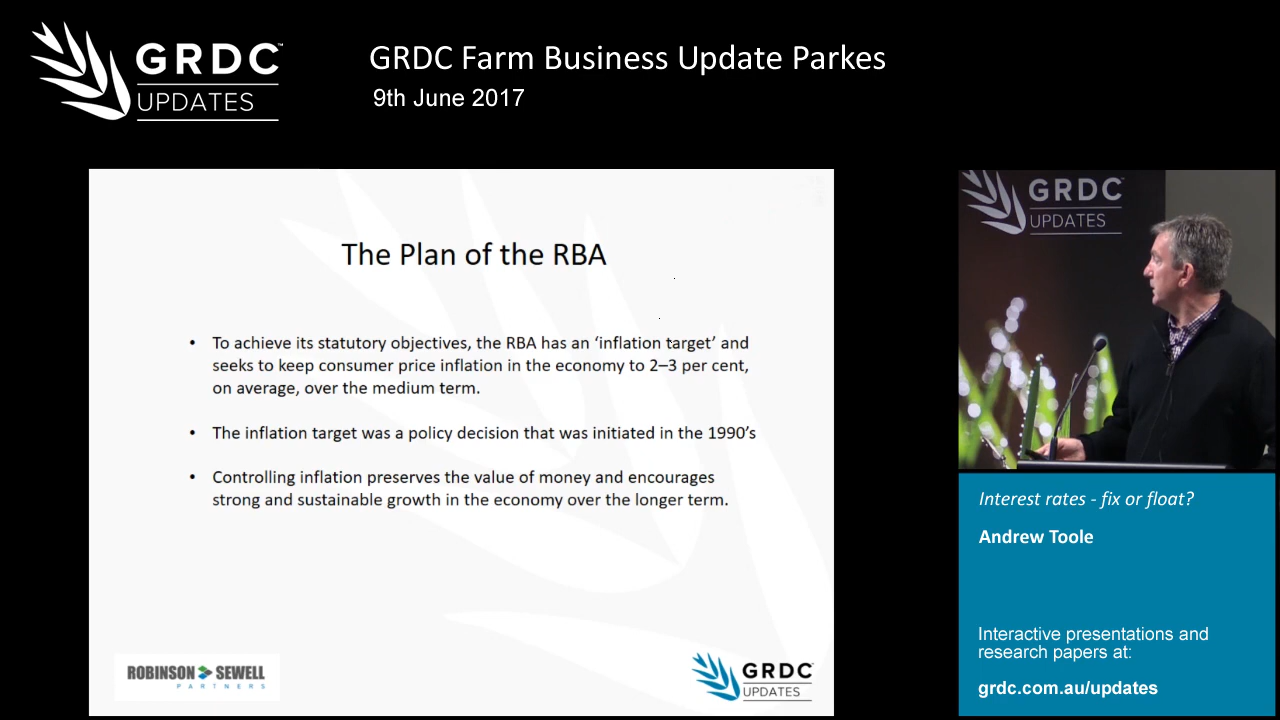 GRDC
UPDATES
GRDC Farm Business Update Parkes
9th June 2017
The Plan of the RBA
• To achieve its statutory objectives, the RBA has an ‘inflation target’ and
seeks to keep consumer price inflation in the economy to 2–3 per cent,
on average, over the medium term.
• The inflation target was a policy decision that was initiated in the 1990’s
• Controlling inflation preserves the value of money and encourages
strong and sustainable growth in the economy over the longer term.
ROBINSON SEWELL
PARTNERS
GRDC
UPDATES
GRDC
UPDATES
Interest rates - fix or float?
Andrew Toole
Interactive presentations and
research papers at:
grdc.com.au/updates